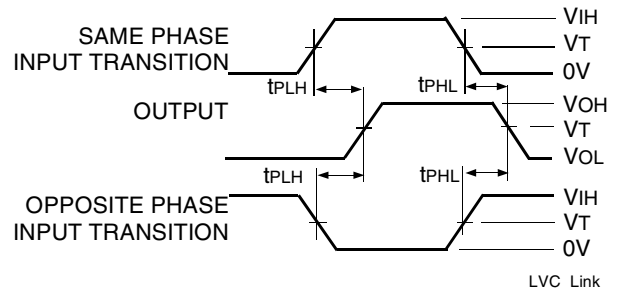 SAME PHASE
INPUT TRANSITION
VIH
VT
0V
tPLH
tPHL
OUTPUT
VOH
VT
VOL
tPLH
tPHL
OPPOSITE PHASE
INPUT TRANSITION
VIH
VT
0V
LVC Link